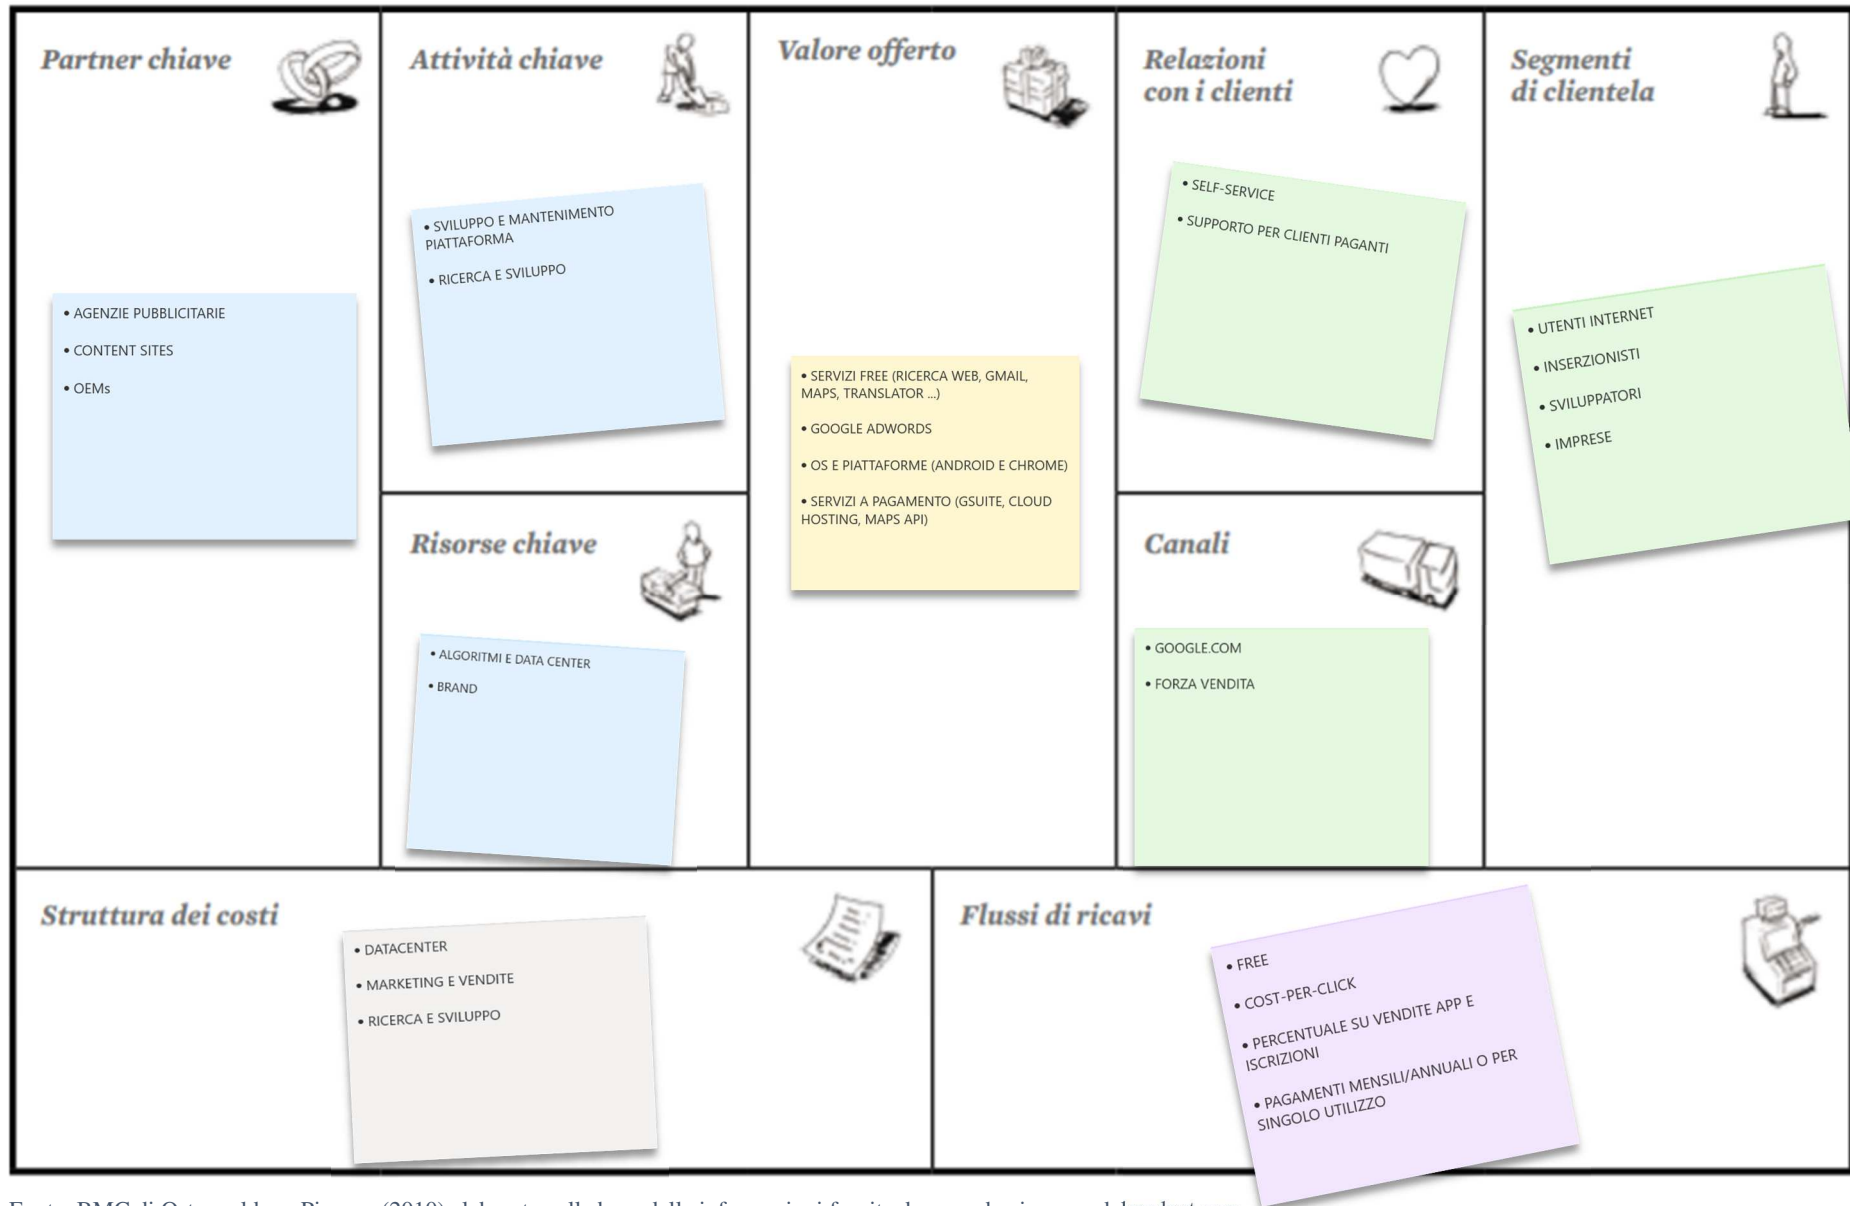 Partner chiave
• AGENZIE PUBBLICITARIE
• CONTENT SITES
• OEMs
Attività chiave
• SVILUPPO E MANTENIMENTO
PIATTAFORMA
• RICERCA E SVILUPPO
Risorse chiave
• ALGORITMI E DATA CENTER
• BRAND
Valore offerto
• SERVIZI FREE (RICERCA WEB, GMAIL,
MAPS, TRANSLATOR ...)
• GOOGLE ADWORDS
• OS E PIATTAFORME (ANDROID E CHROME)
• SERVIZI A PAGAMENTO (GSUITE, CLOUD
HOSTING, MAPS API)
Relazioni
con i clienti
• SELF-SERVICE
• SUPPORTO PER CLIENTI PAGANTI
Canali
• GOOGLE.COM
• FORZA VENDITA
Segmenti
di clientela
• UTENTI INTERNET
• INSERZIONISTI
• SVILUPPATORI
• IMPRESE
Struttura dei costi
• DATACENTER
• MARKETING E VENDITE
• RICERCA E SVILUPPO
Flussi di ricavi
• FREE
• COST-PER-CLICK
• PERCENTUALE SU VENDITE APP E
ISCRIZIONI
• PAGAMENTI MENSILI/ANNUALI O PER
SINGOLO UTILIZZO